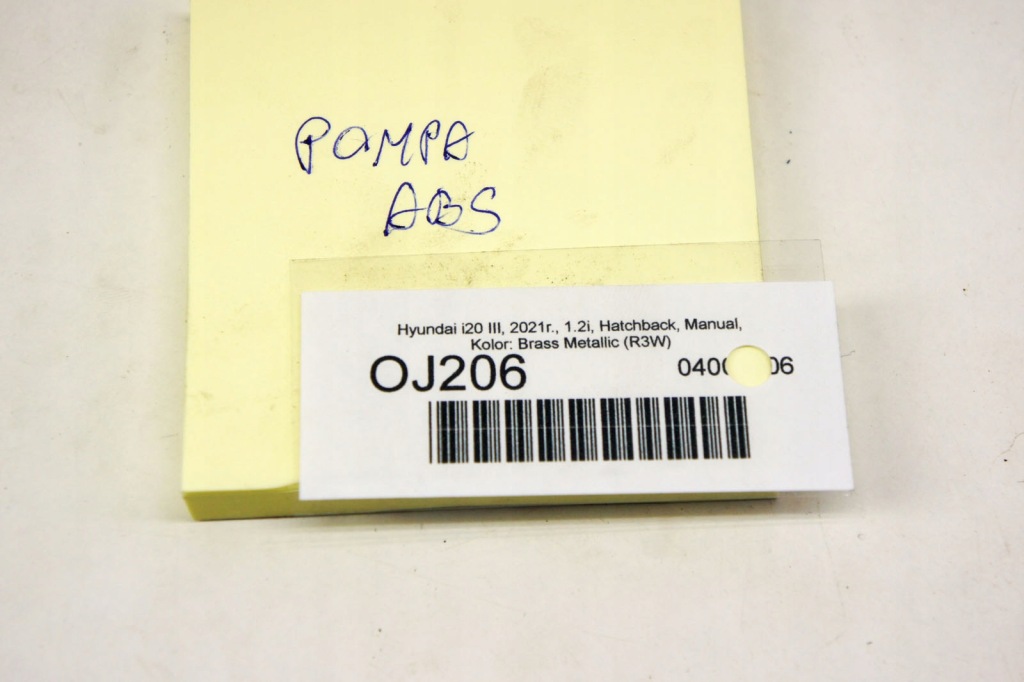 POMPA
ABS
Hyundai i20 III, 2021r., 1.2i, Hatchback, Manual,
Kolor: Brass Metallic (R3W)
OJ206